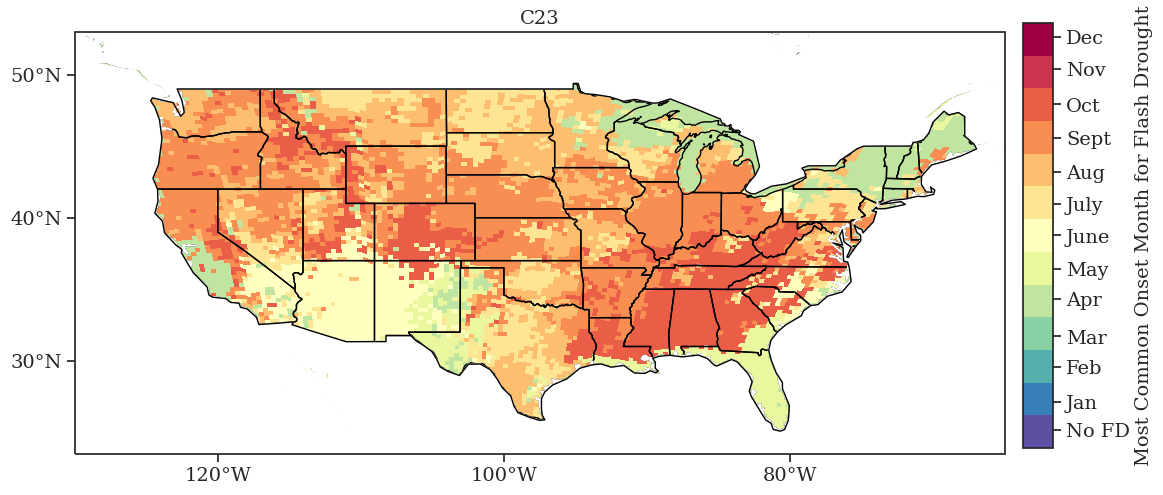 C23
50°N
40°N
30°N
120°W
100°W
80°W
Dec
Nov
Oct
Sept
Aug
July
June
May
Apr
Mar
Feb
Jan
No FD
Most Common Onset Month for Flash Drought